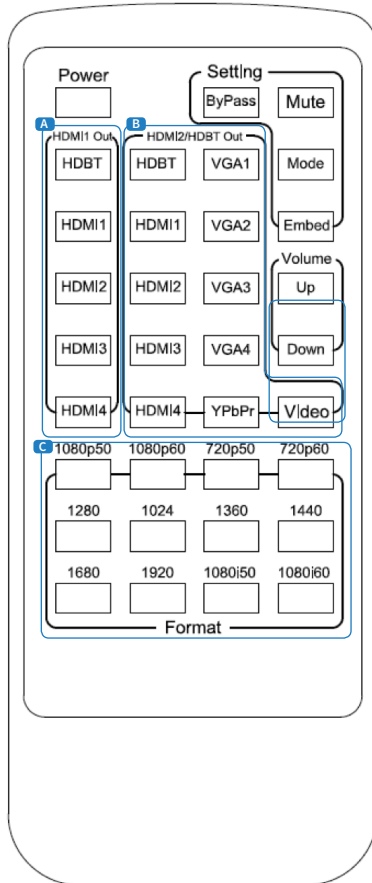 Power
Setting
ByPass Mute
A B
HDMI1 Out HDMI2/HDBT Out
HDBT HDBT VGA1 Mode
HDMI1 HDMI1 VGA2 Embed
Volume
HDMI2 HDMI2 VGA3 Up
HDMI3 HDMI3 VGA4 Down
HDMI4 HDMI4 YPbPr Video
C
1080p50 1080p60 720p50 720p60
1280 1024 1360 1440
1680 1920 1080i50 1080i60
Format